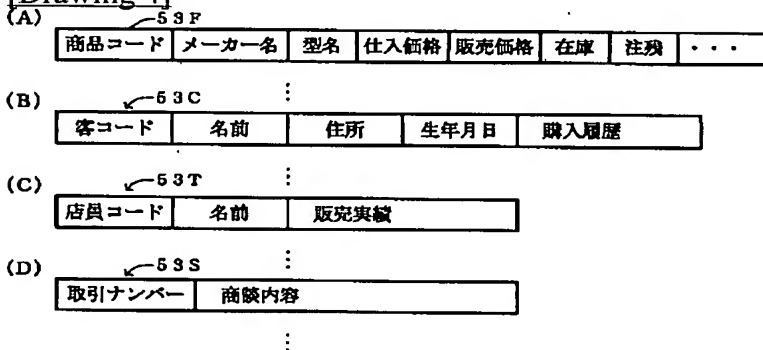 [Drawing 4]
(A) 53F
商品コード メーカー名 型名 仕入価格 販売価格 在庫 注残 ・・・
(B) 53C
客コード 名前 住所 生年月日 購入履歴
(C) 53T
店員コード 名前 販売実績
(D) 53S
取引ナンバー 商談内容